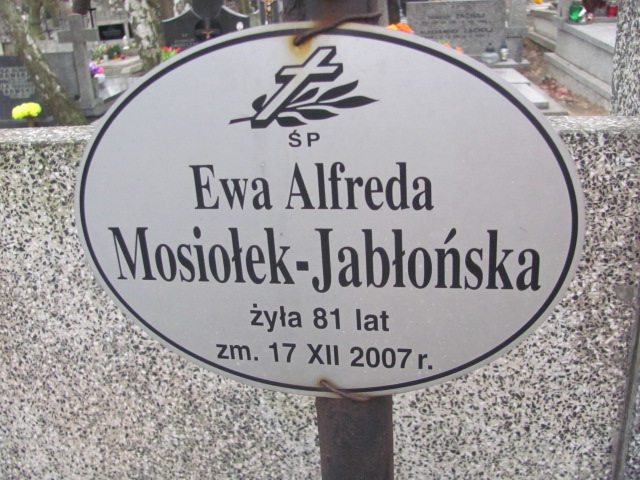 ŚP
Ewa Alfreda
Mosiołek-Jabłońska
żyła 81 lat
zm. 17 XII 2007 r.